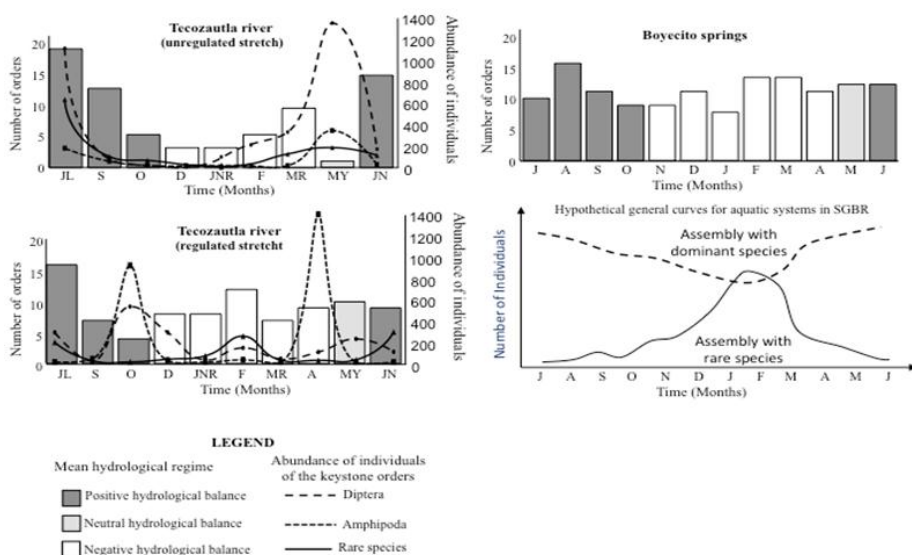 Tecozautla river
(unregulated stretch)
Number of orders
20
15
10
5
0
1400
1200
1000
800
600
400
200
0
Abundance of individuals
JL S O D JNR F MR MY JN
Time (Months)
Boyecito springs
Number of orders
20
15
10
J A S O N D J F M A M J
Time (Months)
Tecozautla river
(regulated stretcht
Number of orders
20
15
10
5
0
1400
1200
1000
800
600
400
200
0
Abundance of individuals
JL S O D JNR F MR A MY JN
Time (Months)
Hypothetical general curves for aquatic systems in SGBR
Number of Individuals
Assembly with
dominant species
Assembly with
rare species
J A S O N D J F M A M J
Time (Months)
LEGEND
Mean hydrological regime
Positive hydrological balance
Neutral hydrological balance
Negative hydrological balance
Abundance of individuals
of the keystone orders
Diptera
Amphipoda
Rare species